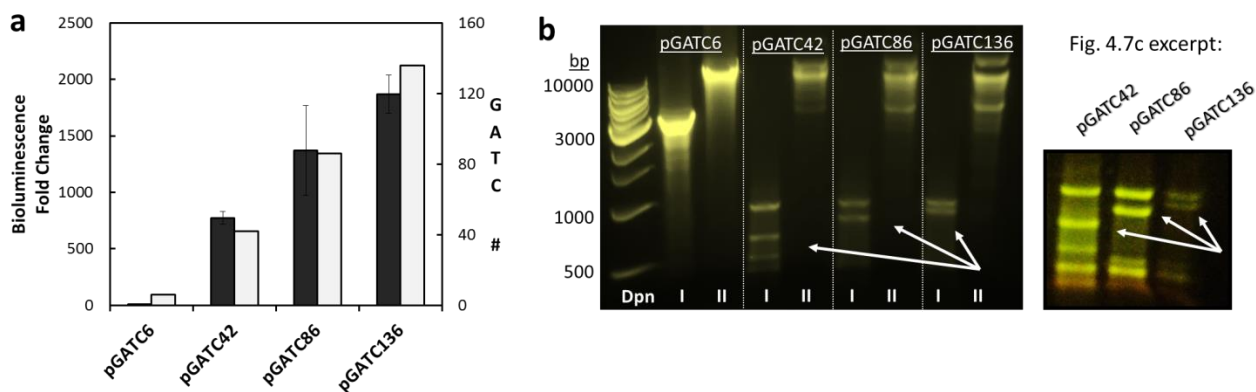 a
2500
2000
1500
1000
500
0
Bioluminescence
Fold Change
160
120
80
40
0
G
A
T
C
#
pGATC6
pGATC42
pGATC86
pGATC136
b
bp
10000
3000
1000
500
pGATC6
pGATC42
pGATC86
pGATC136
Dpn I II I II I II I II
Fig. 4.7c excerpt:
pGATC42
pGATC86
pGATC136